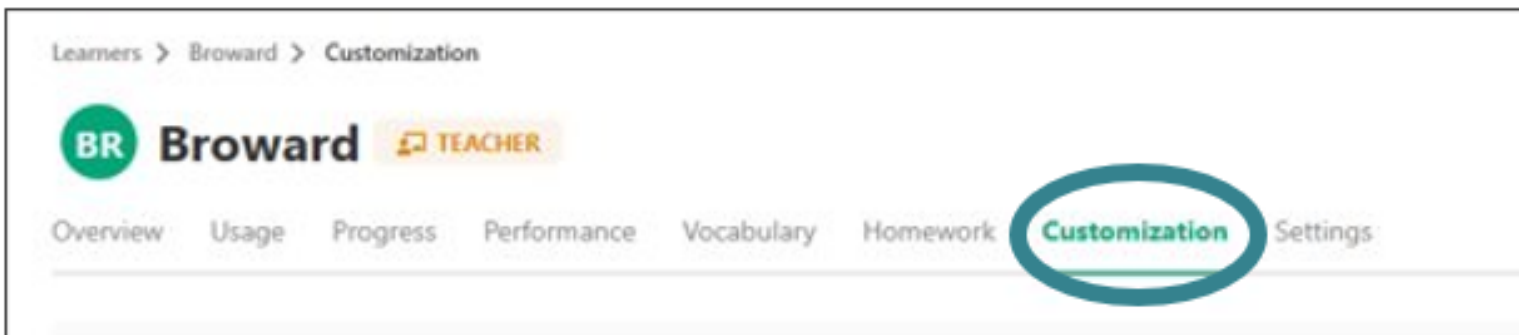 Learners > Broward > Customization
BR Broward TEACHER
Overview Usage Progress Performance Vocabulary Homework Customization Settings